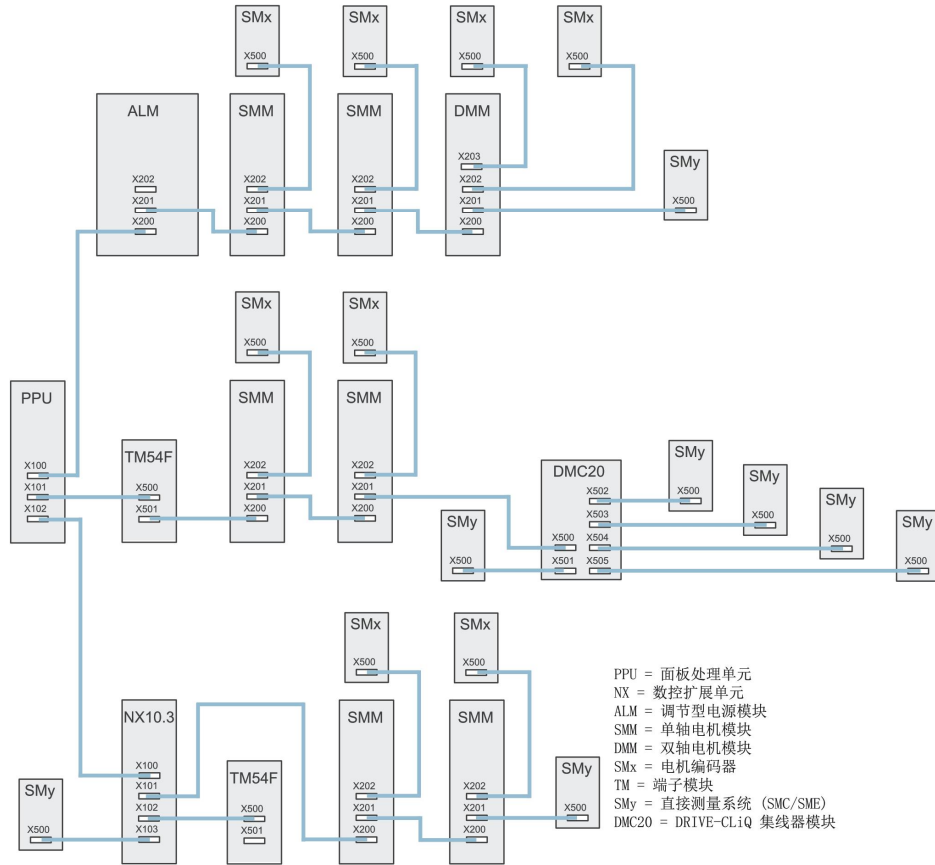 SMx SMx SMx SMx
X500 X500 X500 X500
ALM SMM SMM DMM
X203
SMy
X202 X202 X202 X202
X201 X201 X201 X201 X500
X200 X200 X200 X200
SMx SMx
X500 X500
PPU SMM SMM
TM54F SMy
DMC20
X100 X202 X202 SMy
X101 X500 X201 X201 X502 X500 SMy
X102 X501 X200 X200 SMy X503 X500 SMy
X500 X504 X500
X500 X501 X505 X500
SMx SMx
X500 X500
NX10.3 SMM SMM
X100 TM54F SMy
SMy X101 X202 X202
X102 X500 X201 X201 X500
X500 X103 X501 X200 X200
PPU = 面板处理单元
NX = 数控扩展单元
ALM = 调节型电源模块
SMM = 单轴电机模块
DMM = 双轴电机模块
SMx = 电机编码器
TM = 端子模块
SMy = 直接测量系统 (SMC/SME)
DMC20 = DRIVE-CLiQ 集线器模块